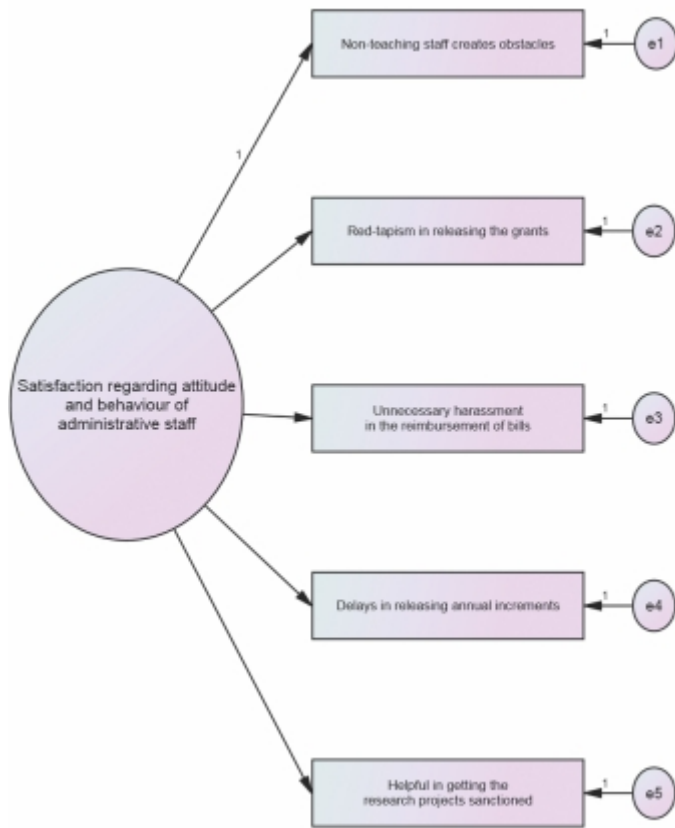 Non-teaching staff creates obstacles
1
e1
1
Red-tapism in releasing the grants
1
e2
Satisfaction regarding attitude
and behaviour of
administrative staff
Unnecessary harassment
in the reimbursement of bills
1
e3
Delays in releasing annual increments
1
e4
Helpful in getting the
research projects sanctioned
1
e5